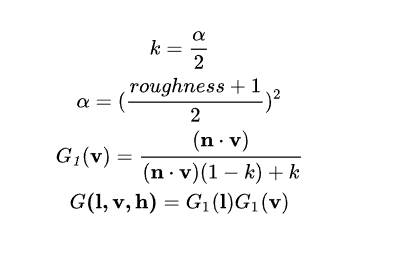 k = α/2
α = ((roughness + 1)/2)²
G₁(v) = (n · v)/((n · v)(1 − k) + k)
G(l, v, h) = G₁(l)G₁(v)